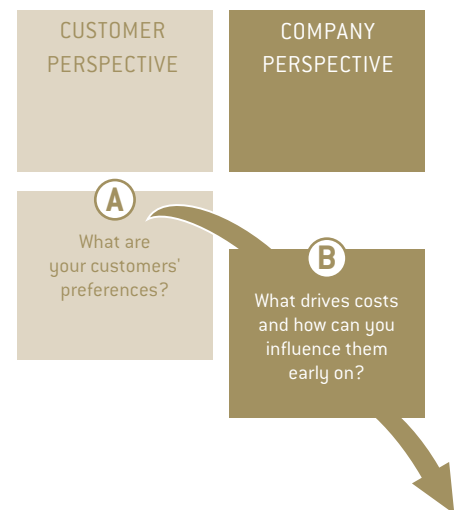 CUSTOMER
PERSPECTIVE
COMPANY
PERSPECTIVE
A
What are
your customers'
preferences?
B
What drives costs
and how can you
influence them
early on?